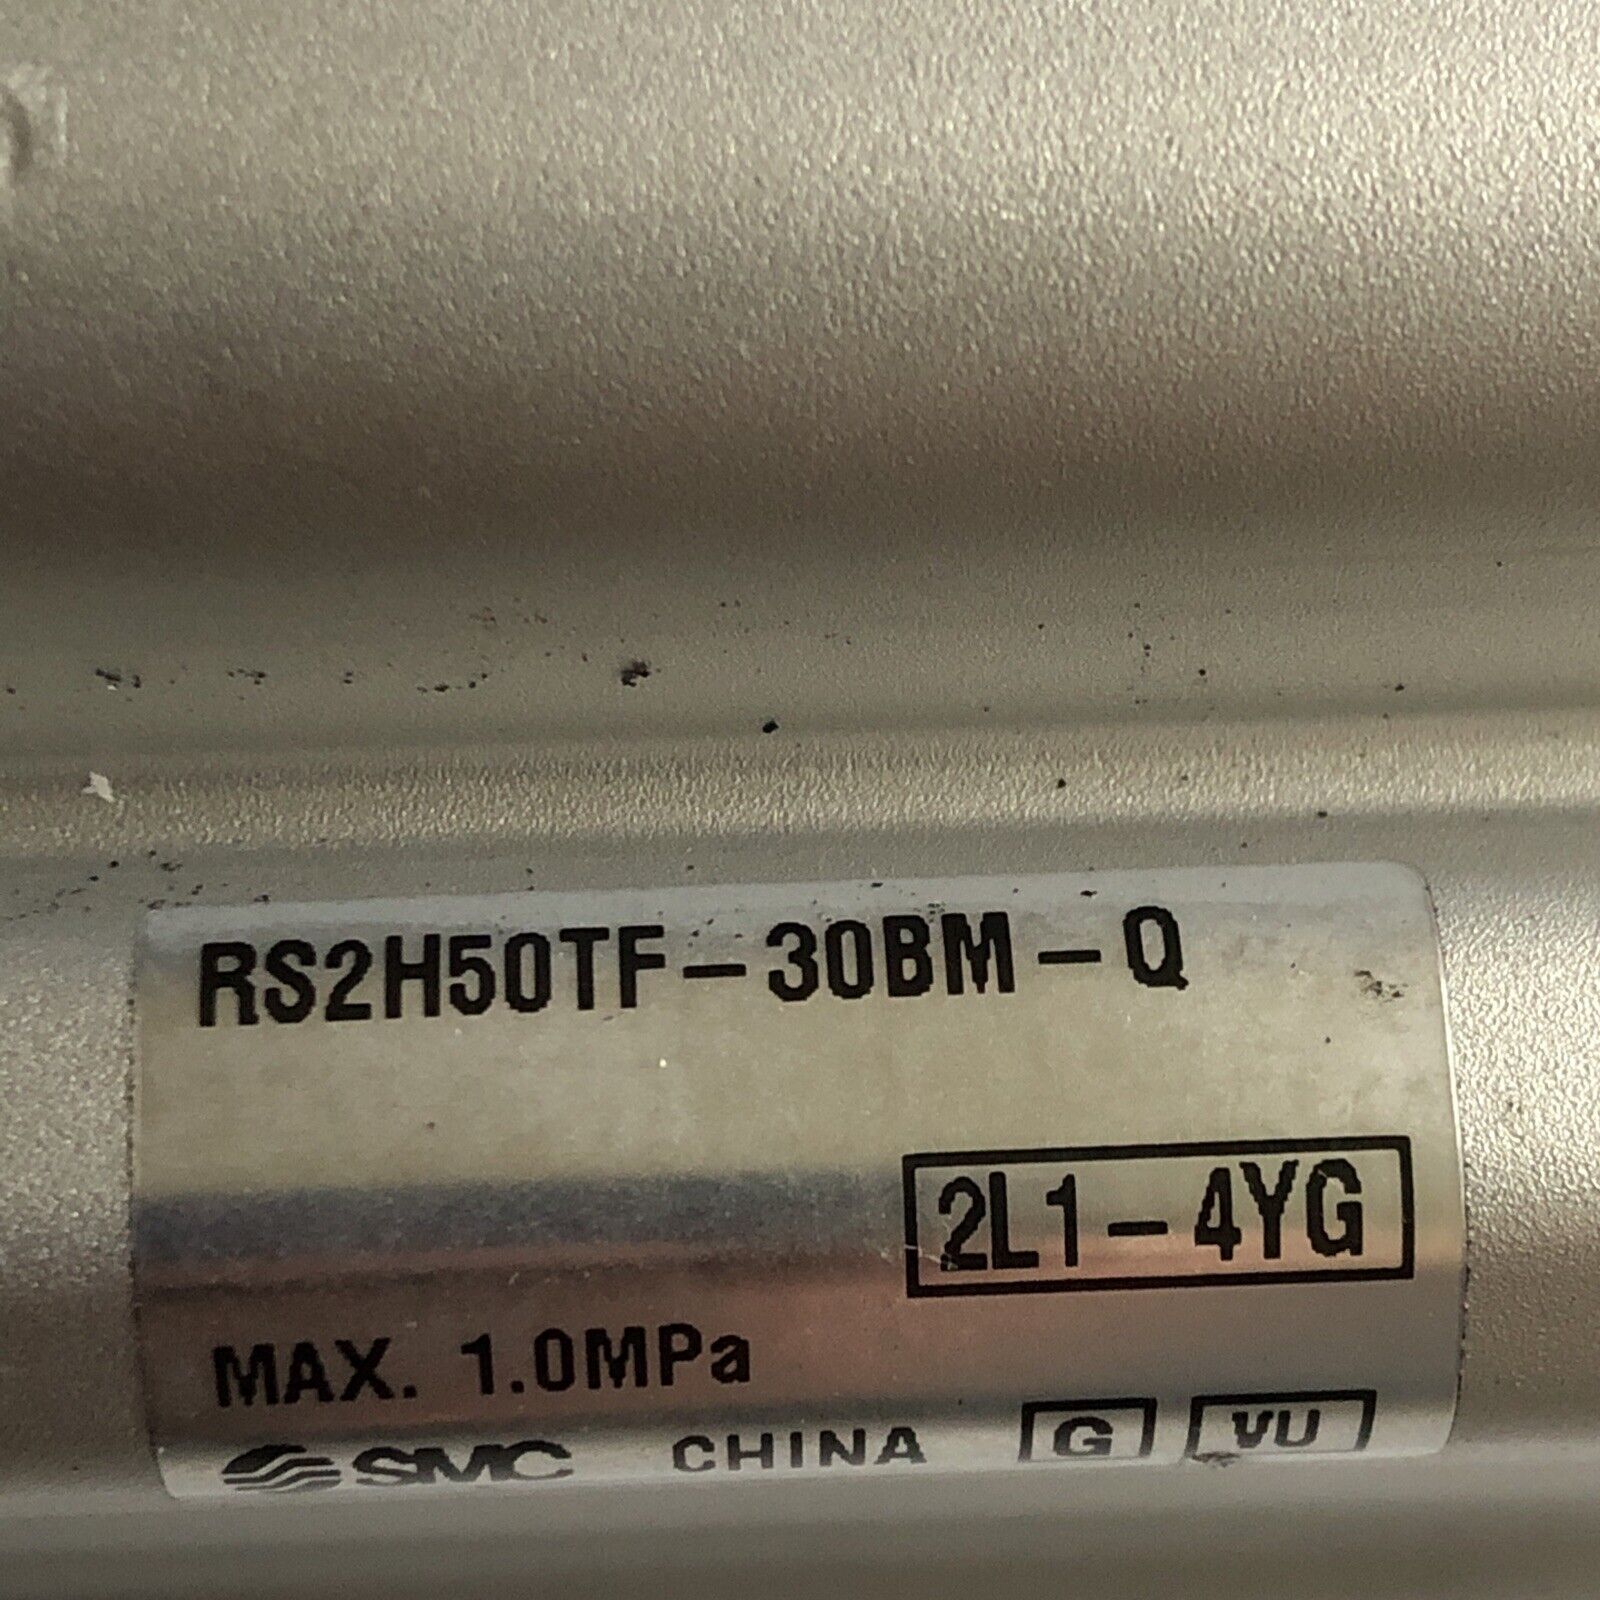 RS2H50TF-30BM-Q
2L1-4YG
MAX. 1.0MPa
SMC CHINA G VU